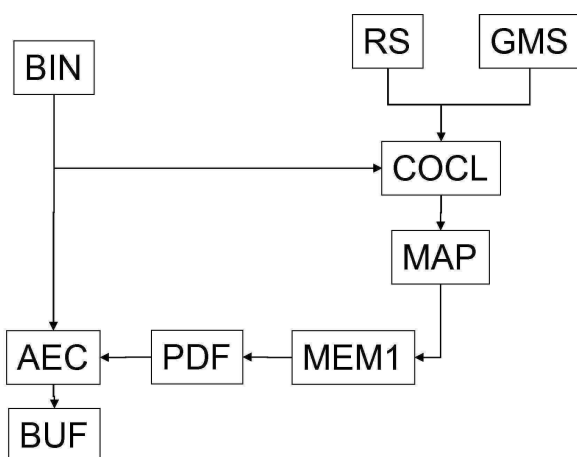 RS
GMS
BIN
COCL
MAP
AEC
PDF
MEM1
BUF